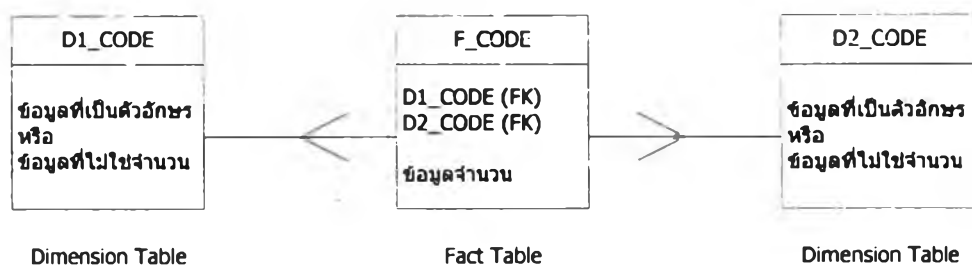 D1_CODE
ข้อมูลที่เป็นตัวอักษร
หรือ
ข้อมูลที่ไม่ใช่จำนวน
Dimension Table
F_CODE
D1_CODE (FK)
D2_CODE (FK)
ข้อมูลจำนวน
Fact Table
D2_CODE
ข้อมูลที่เป็นตัวอักษร
หรือ
ข้อมูลที่ไม่ใช่จำนวน
Dimension Table